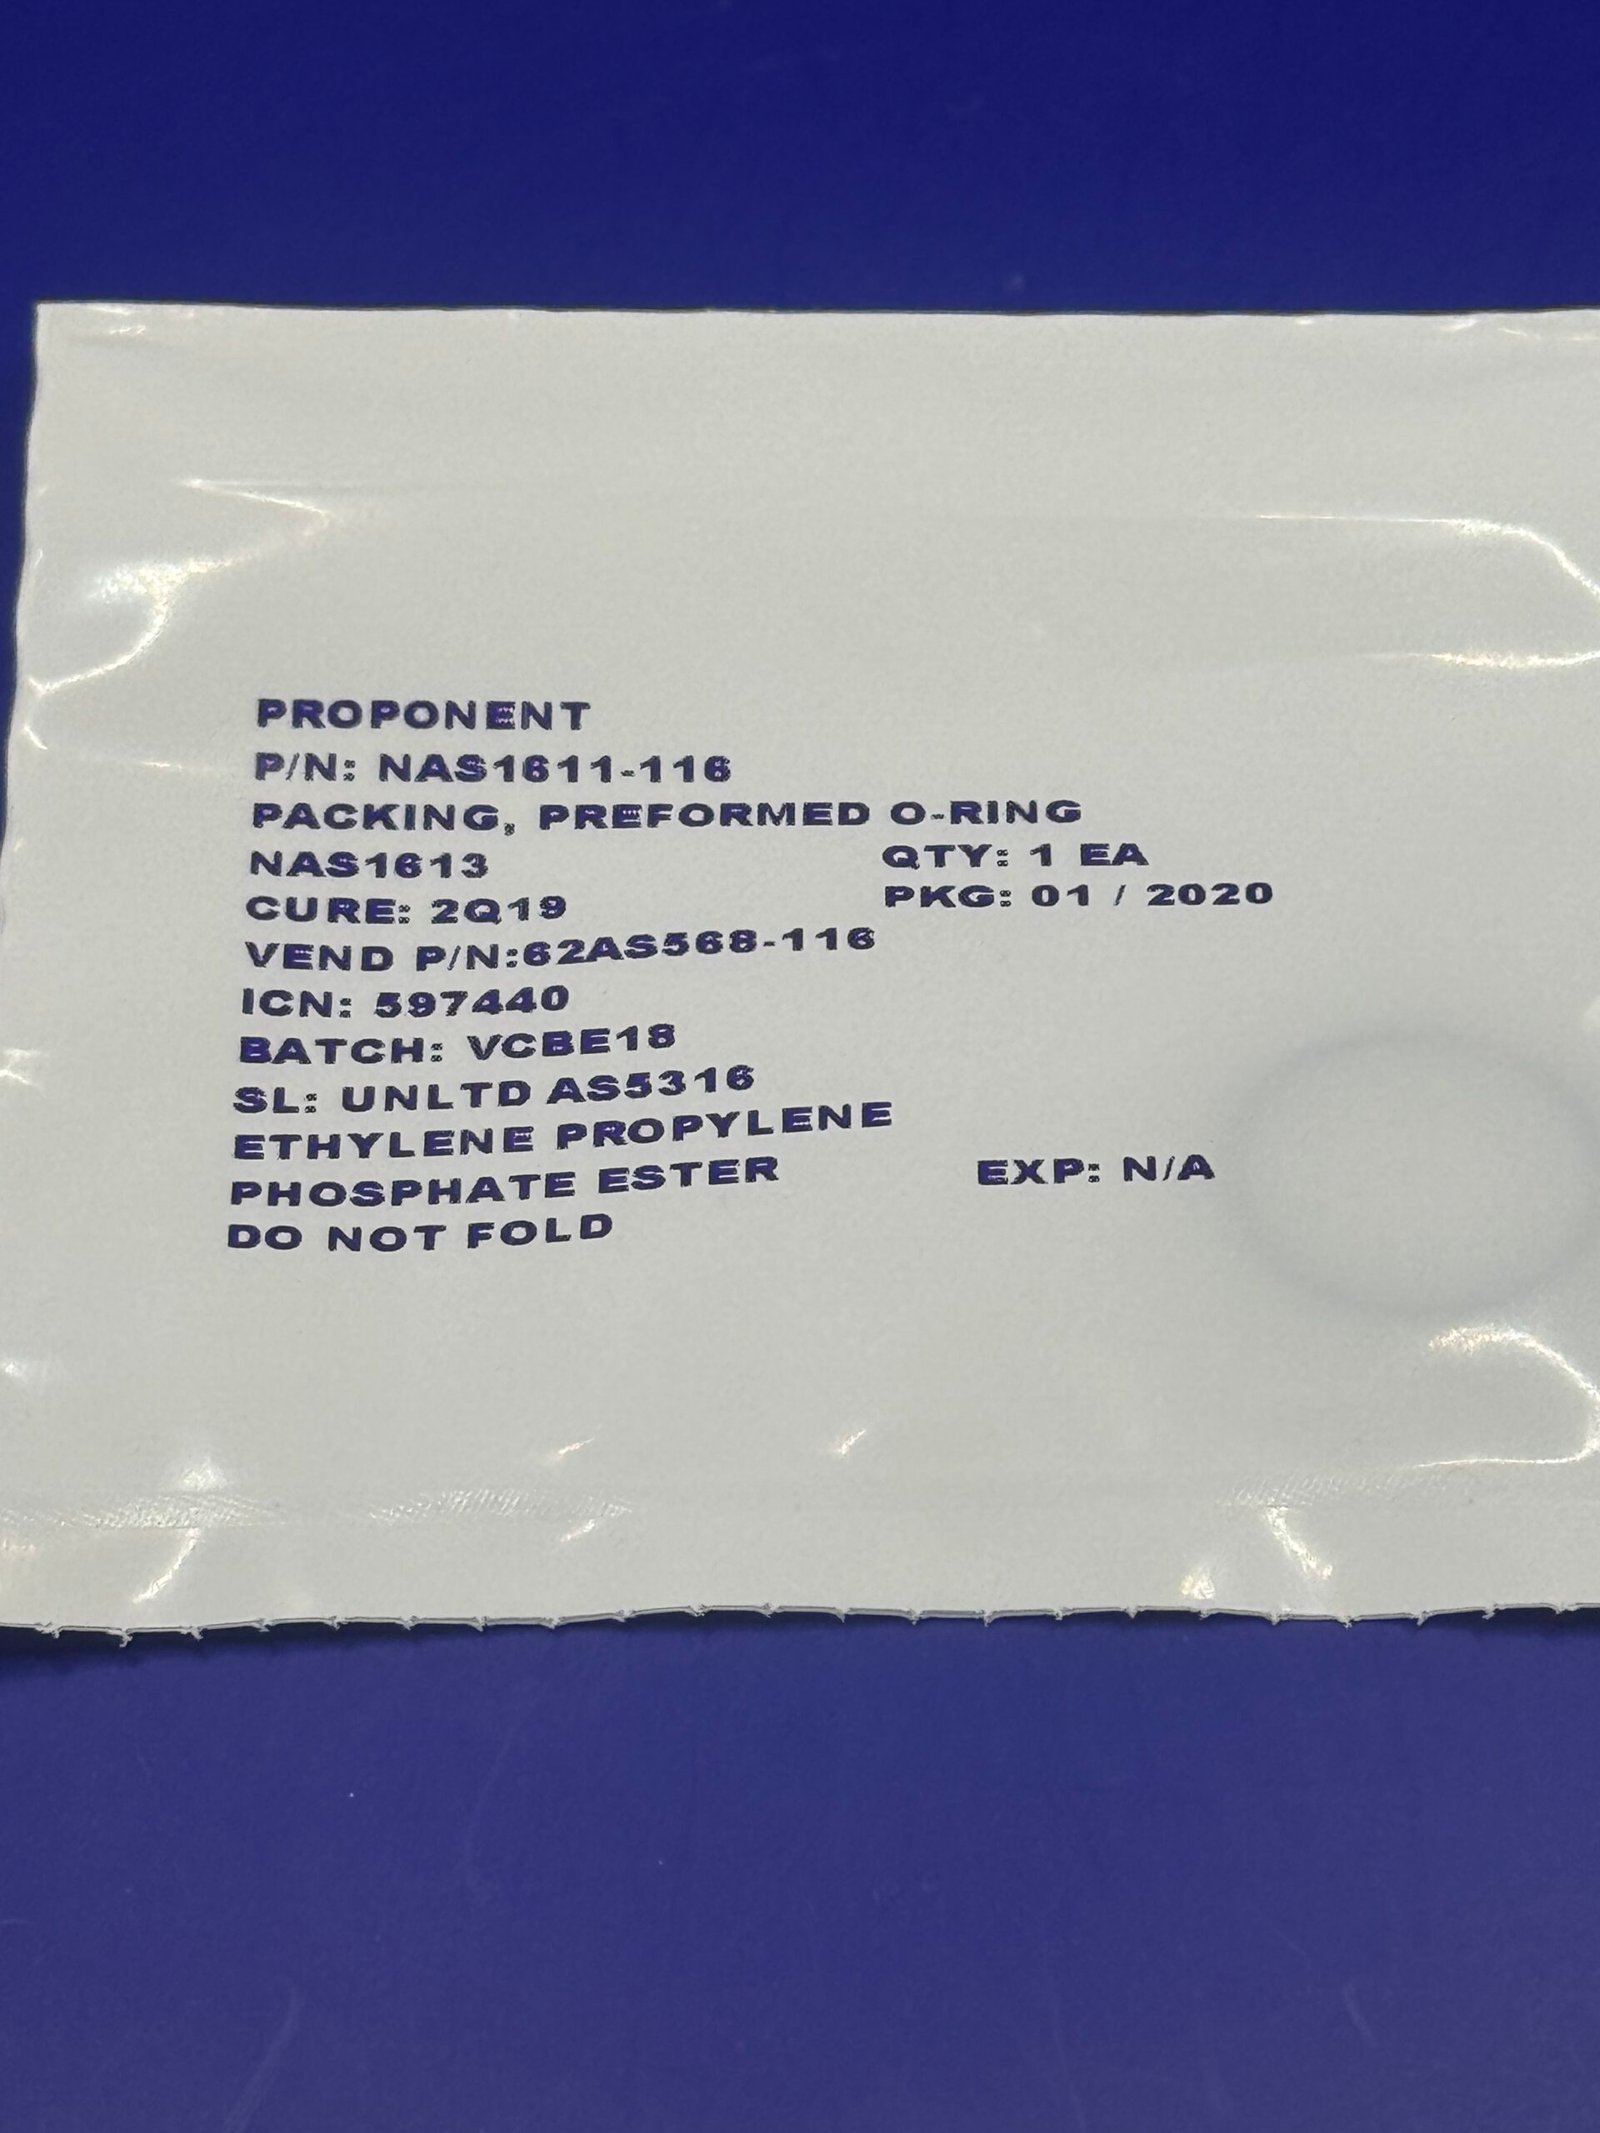 PROPONENT
P/N: NAS1611-116
PACKING, PREFORMED O-RING
NAS1613 QTY: 1 EA
CURE: 2Q19 PKG: 01 / 2020
VEND P/N:62AS568-116
ICN: 597440
BATCH: VCBE18
SL: UNLTD AS5316
ETHYLENE PROPYLENE
PHOSPHATE ESTER EXP: N/A
DO NOT FOLD